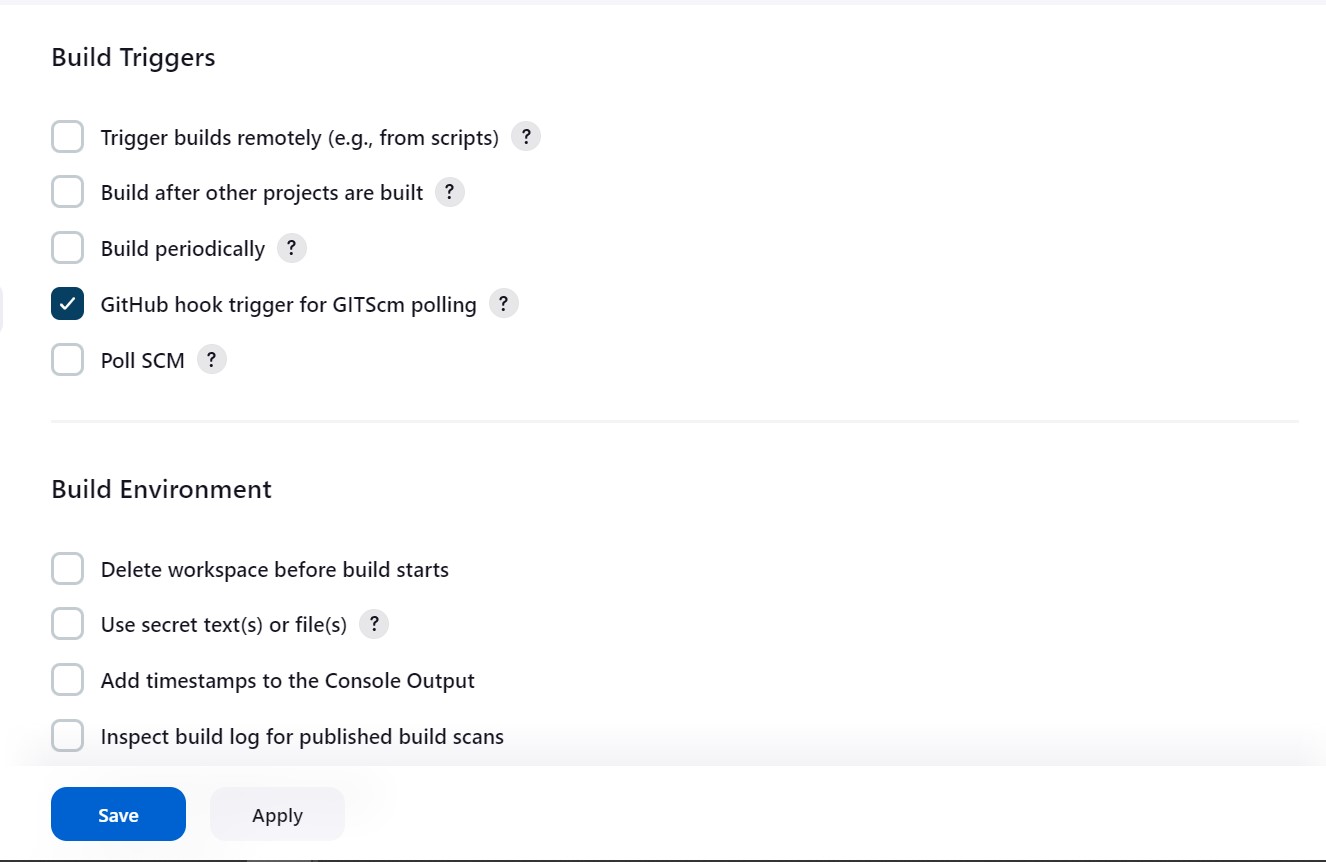 Build Triggers
Trigger builds remotely (e.g., from scripts) ?
Build after other projects are built ?
Build periodically ?
GitHub hook trigger for GITScm polling ?
Poll SCM ?
Build Environment
Delete workspace before build starts
Use secret text(s) or file(s) ?
Add timestamps to the Console Output
Inspect build log for published build scans
Save Apply